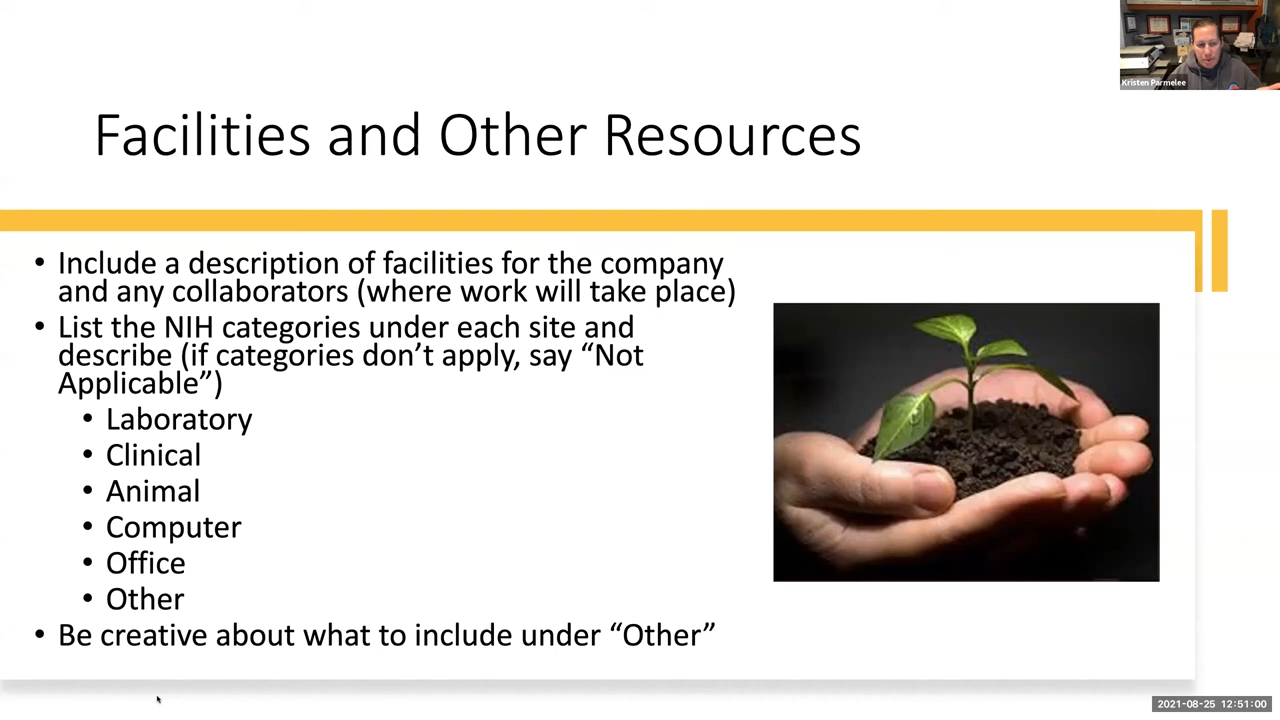 Kristen Parmelee
Facilities and Other Resources
• Include a description of facilities for the company
and any collaborators (where work will take place)
• List the NIH categories under each site and
describe (if categories don’t apply, say “Not
Applicable”)
• Laboratory
• Clinical
• Animal
• Computer
• Office
• Other
• Be creative about what to include under “Other”
2021-08-25 12:51:00